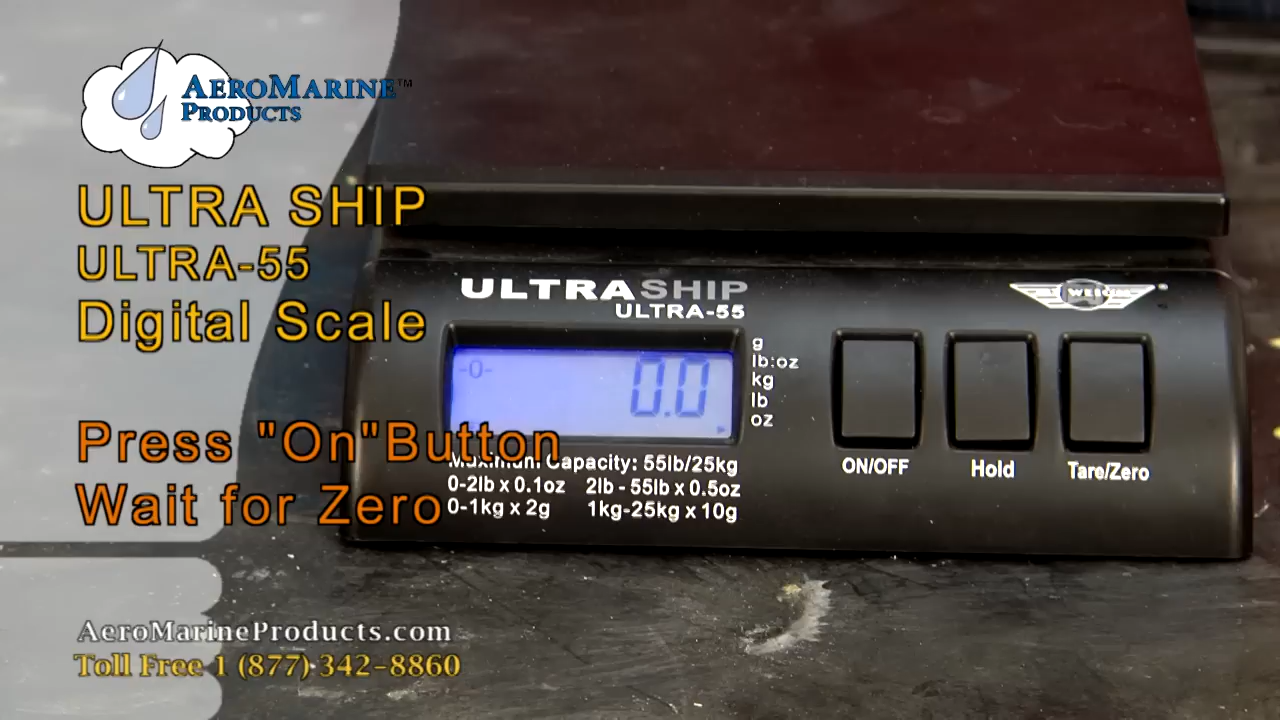 AEROMARINE™
PRODUCTS
ULTRA SHIP
ULTRA-55
Digital Scale
Press "On"Button
Wait for Zero
AeroMarineProducts.com
Toll Free 1 (877) 342-8860
ULTRASHIP
ULTRA-55
-0- 0.0
g
lb:oz
kg
lb
oz
Maximum Capacity: 55lb/25kg
0-2lb x 0.1oz 2lb - 55lb x 0.5oz
0-1kg x 2g 1kg-25kg x 10g
ON/OFF Hold Tare/Zero